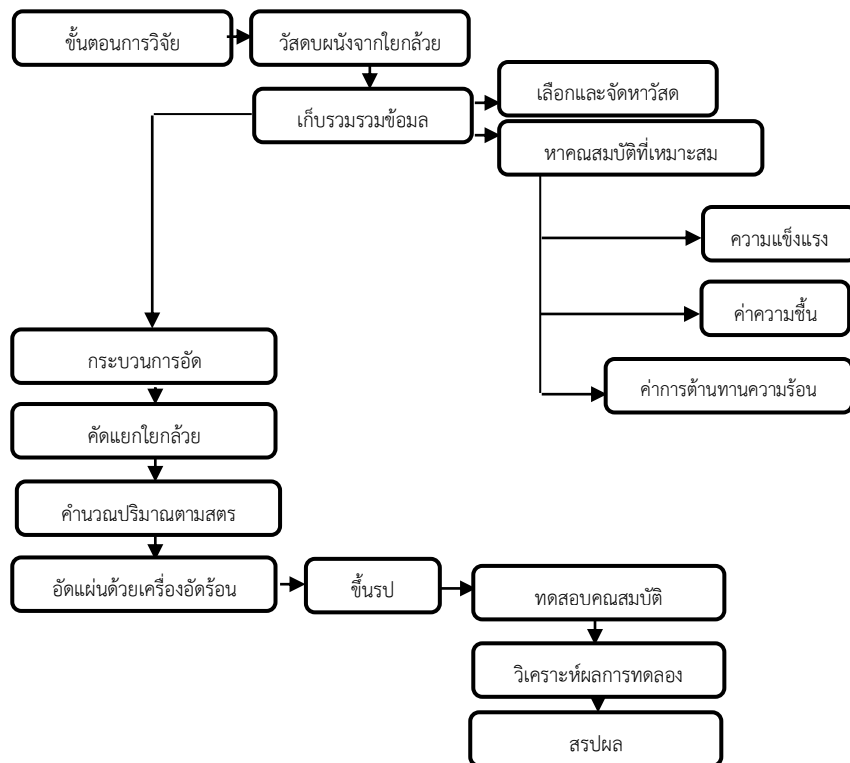 ขั้นตอนการวิจัย
วัสดบผนังจากใยกล้วย
เก็บรวมรวมข้อมล
เลือกและจัดหาวัสด
หาคณสมบัติที่เหมาะสม
ความแข็งแรง
ค่าความชื้น
ค่าการต้านทานความร้อน
กระบวนการอัด
คัดแยกใยกล้วย
คำนวณปริมาณตามสตร
อัดแผ่นด้วยเครื่องอัดร้อน
ขึ้นรป
ทดสอบคณสมบัติ
วิเคราะห์ผลการทดลอง
สรปผล